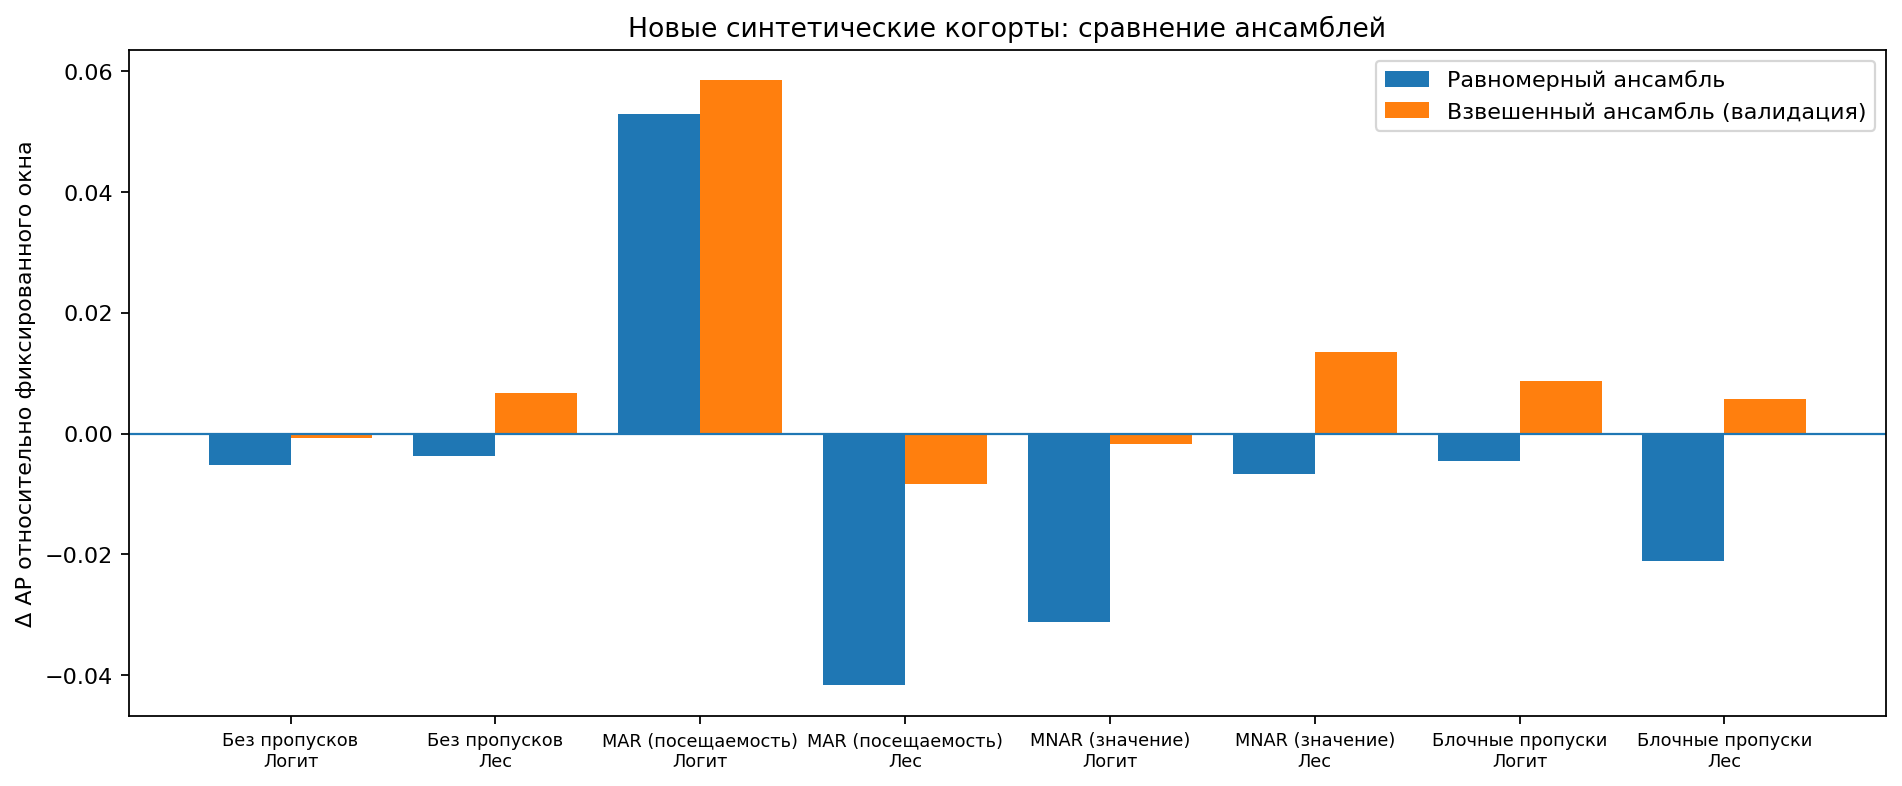 Новые синтетические когорты: сравнение ансамблей
Равномерный ансамбль
Взвешенный ансамбль (валидация)
Δ AP относительно фиксированного окна
0.06
0.04
0.02
0.00
−0.02
−0.04
Без пропусков
Логит
Без пропусков
Лес
MAR (посещаемость)
Логит
MAR (посещаемость)
Лес
MNAR (значение)
Логит
MNAR (значение)
Лес
Блочные пропуски
Логит
Блочные пропуски
Лес